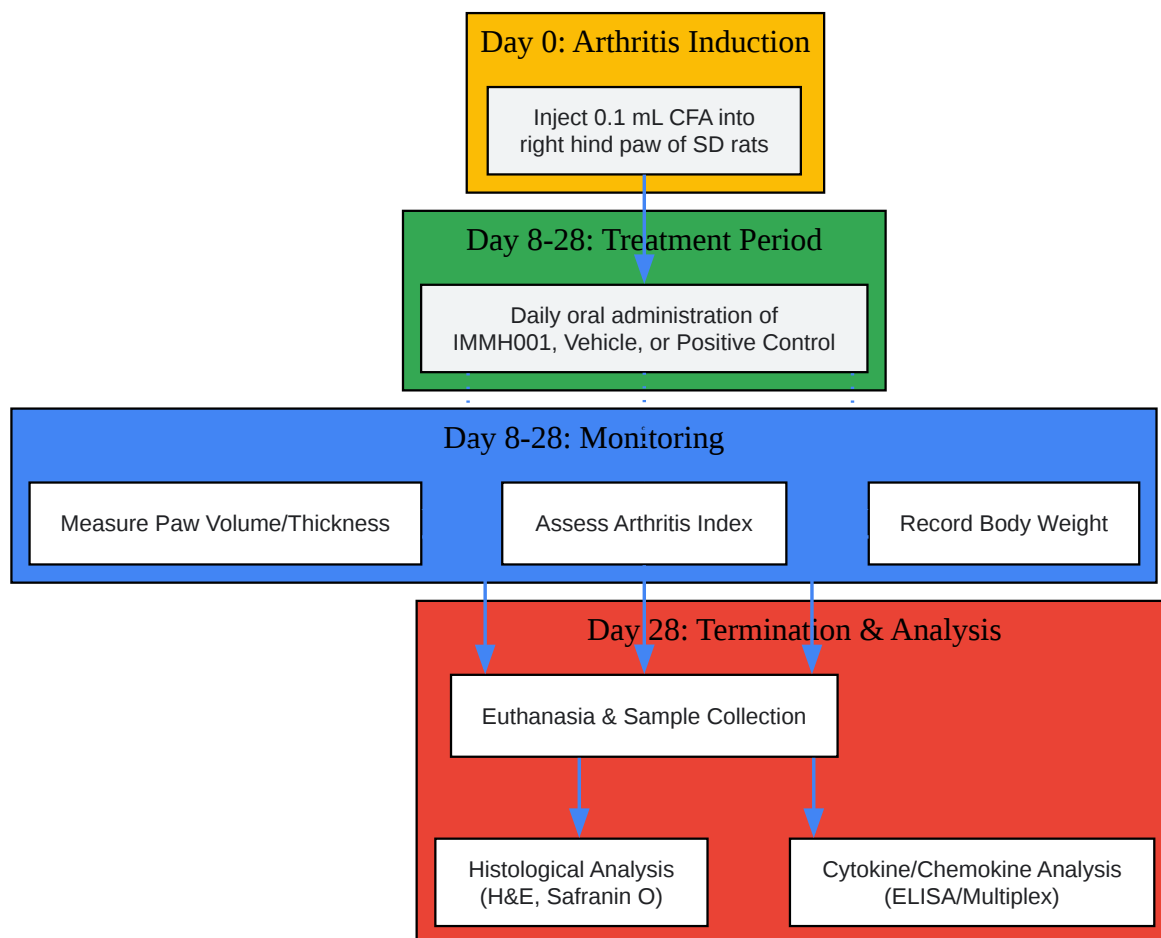 Day 0: Arthritis Induction
Inject 0.1 mL CFA into
right hind paw of SD rats
Day 8-28: Treatment Period
Daily oral administration of
IMMH001, Vehicle, or Positive Control
Day 8-28: Monitoring
Measure Paw Volume/Thickness
Assess Arthritis Index
Record Body Weight
Day 28: Termination & Analysis
Euthanasia & Sample Collection
Histological Analysis
(H&E, Safranin O)
Cytokine/Chemokine Analysis
(ELISA/Multiplex)